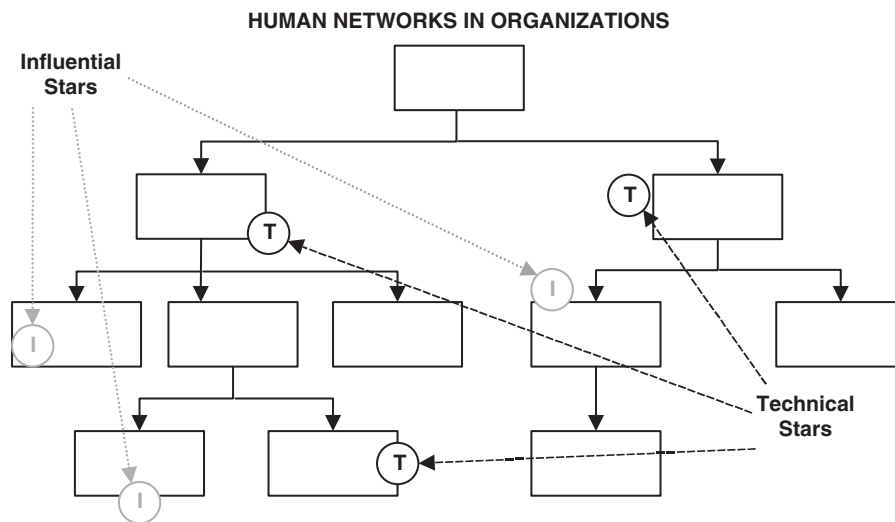 HUMAN NETWORKS IN ORGANIZATIONS
Influential
Stars
T
T
I
I
Technical
Stars
T
I